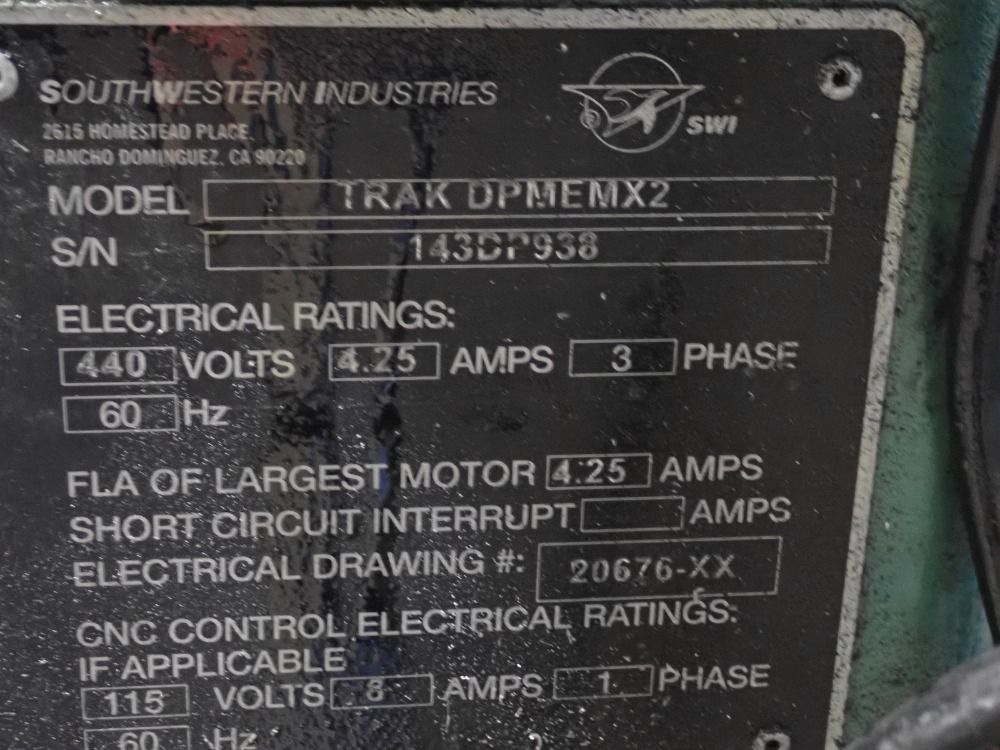 SOUTHWESTERN INDUSTRIES
SWI
2615 HOMESTEAD PLACE,
RANCHO DOMINGUEZ, CA 90220
MODEL TRAK DPMEMX2
S/N 143DP938
ELECTRICAL RATINGS:
440 VOLTS 4.25 AMPS 3 PHASE
60 Hz
FLA OF LARGEST MOTOR 4.25 AMPS
SHORT CIRCUIT INTERRUPT AMPS
ELECTRICAL DRAWING #: 20676-XX
CNC CONTROL ELECTRICAL RATINGS:
IF APPLICABLE
115 VOLTS 8 AMPS 1 PHASE
60 Hz